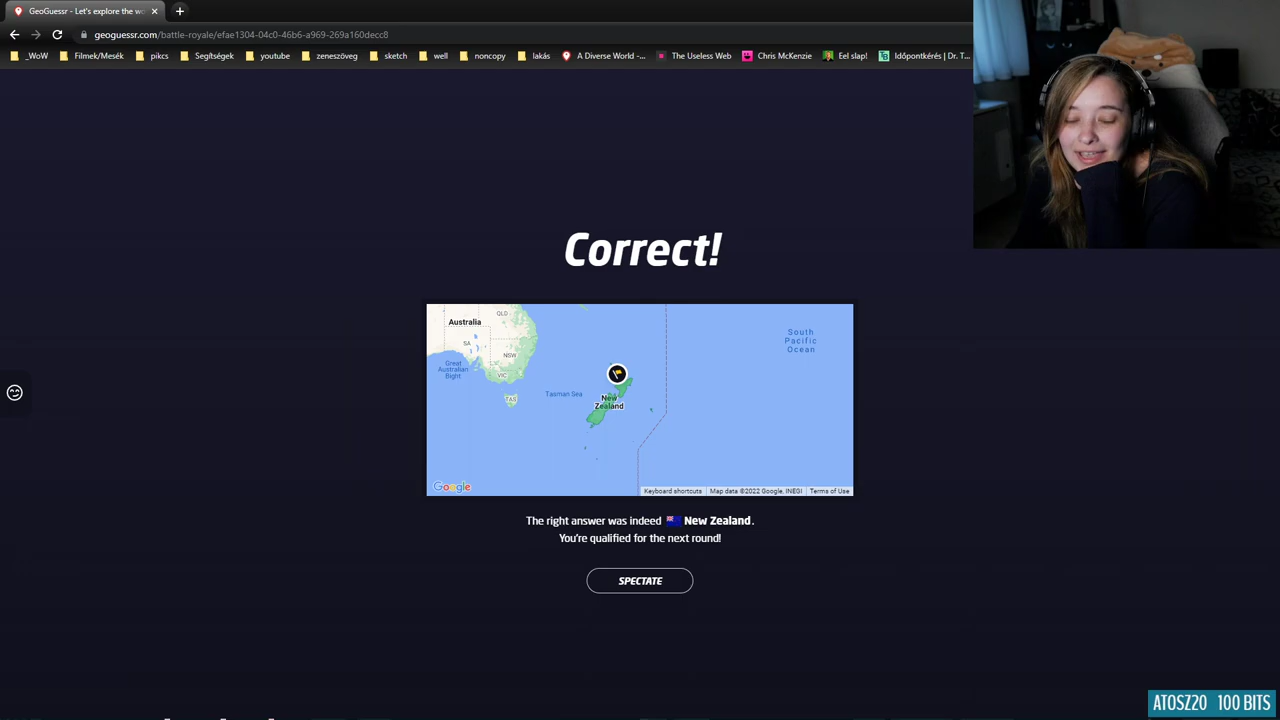 GeoGuessr - Let's explore the wo
geoguessr.com/battle-royale/efae1304-04c0-46b6-a969-269a160decc8
_WoW Filmek/Mesék pikcs Segítségek youtube zeneszöveg sketch well noncopy lakás A Diverse World -... The Useless Web Chris McKenzie Eel slap! Időpontkérés | Dr. T...
Correct!
Australia
QLD
SA
NSW
VIC
TAS
Great
Australian
Bight
Tasman Sea
New
Zealand
South
Pacific
Ocean
Google
Keyboard shortcuts Map data ©2022 Google, INEGI Terms of Use
The right answer was indeed New Zealand.
You're qualified for the next round!
SPECTATE
ATOSZ20 100 BITS